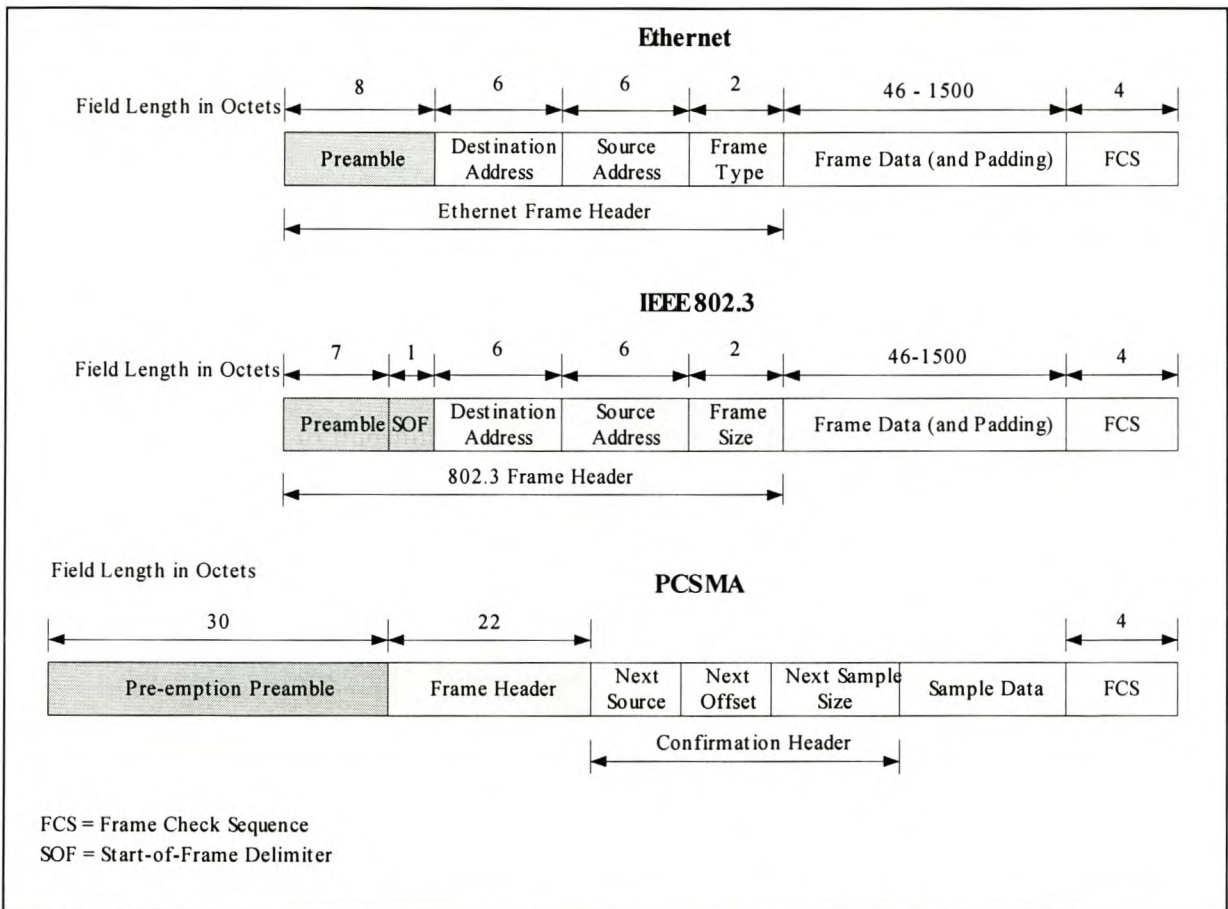 Ethernet
8 6 6 2 46 - 1500 4
Field Length in Octets
Preamble Destination Address Source Address Frame Type Frame Data (and Padding) FCS
Ethernet Frame Header
IEEE802.3
7 1 6 6 2 46-1500 4
Field Length in Octets
Preamble SOF Destination Address Source Address Frame Size Frame Data (and Padding) FCS
802.3 Frame Header
Field Length in Octets
PCSMA
30 22 4
Pre-emption Preamble Frame Header Next Source Next Offset Next Sample Size Sample Data FCS
Confirmation Header
FCS = Frame Check Sequence
SOF = Start-of-Frame Delimiter